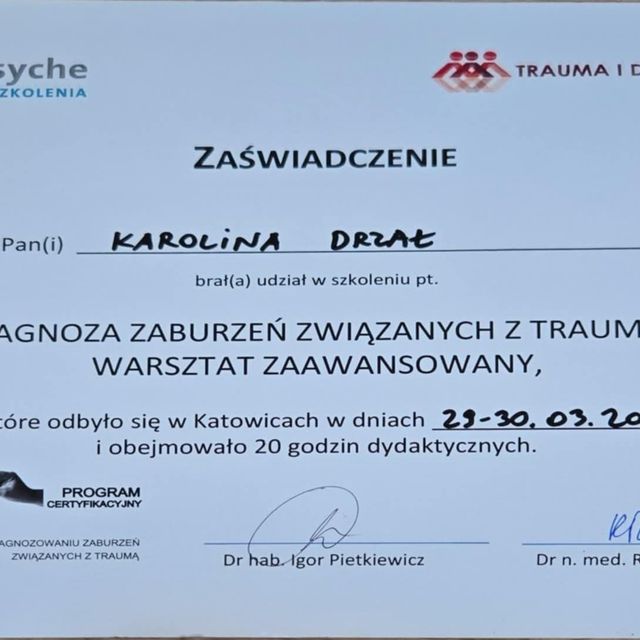 syche
TRAUMA I D
ZKOLENIA
ZAŚWIADCZENIE
Pan(i) KAROLINA DRZAŁ
brał(a) udział w szkoleniu pt.
AGNOZA ZABURZEŃ ZWIĄZANYCH Z TRAUM
WARSZTAT ZAAWANSOWANY,
tóre odbyło się w Katowicach w dniach 29-30.03.20
i obejmowało 20 godzin dydaktycznych.
PROGRAM
CERTYFIKACYJNY
AGNOZOWANIU ZABURZEŃ
ZWIĄZANYCH Z TRAUMĄ
Dr hab. Igor Pietkiewicz
Dr n. med. R